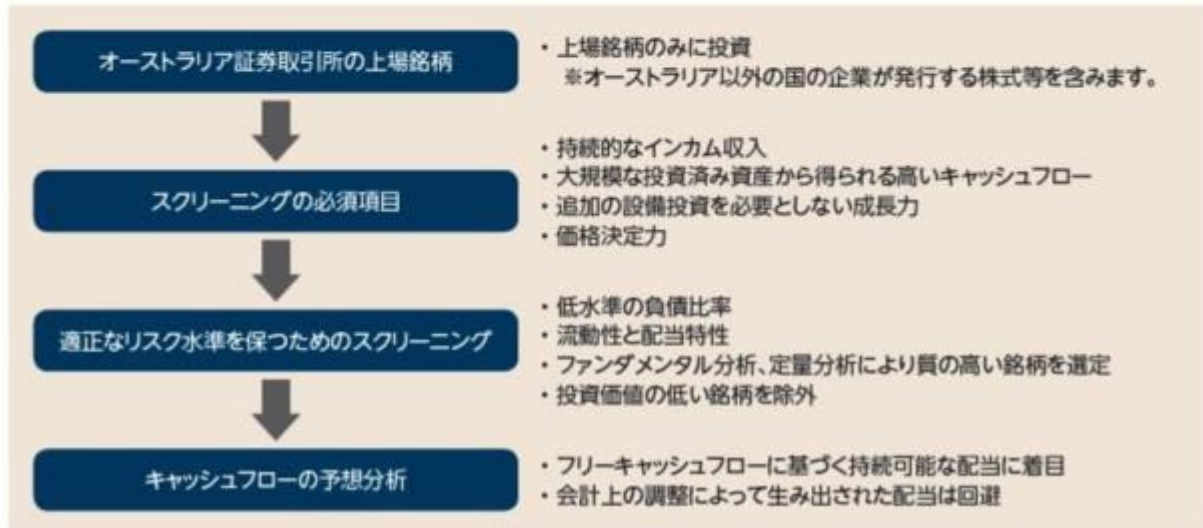 オーストラリア証券取引所の上場銘柄
・上場銘柄のみに投資
※オーストラリア以外の国の企業が発行する株式等を含みます。
スクリーニングの必須項目
・持続的なインカム収入
・大規模な投資済み資産から得られる高いキャッシュフロー
・追加の設備投資を必要としない成長力
・価格決定力
適正なリスク水準を保つためのスクリーニング
・低水準の負債比率
・流動性と配当特性
・ファンダメンタル分析、定量分析により質の高い銘柄を選定
・投資価値の低い銘柄を除外
キャッシュフローの予想分析
・フリーキャッシュフローに基づく持続可能な配当に着目
・会計上の調整によって生み出された配当は回避